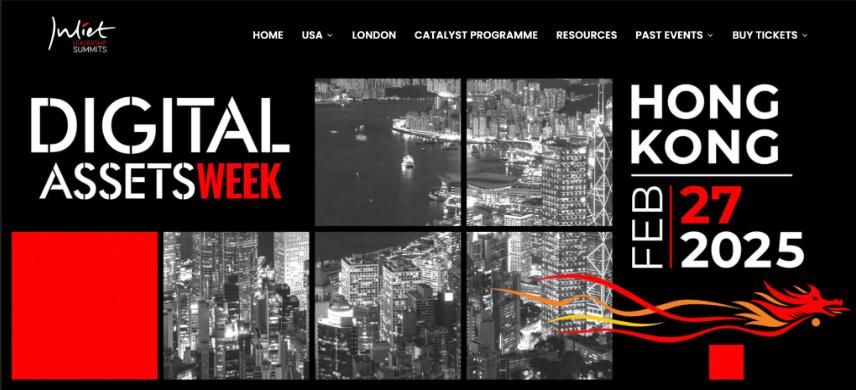 Juliet
LEADERSHIP
SUMMITS
HOME USA LONDON CATALYST PROGRAMME RESOURCES PAST EVENTS BUY TICKETS
DIGITAL
ASSETSWEEK
HONG
KONG
FEB
27
2025